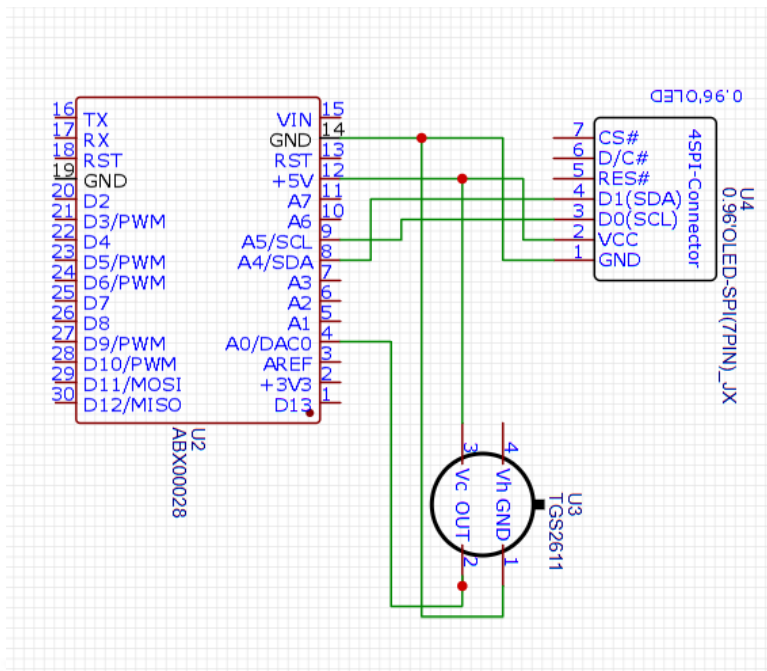 16 TX
17 RX
18 RST
19 GND
20 D2
21 D3/PWM
22 D4
23 D5/PWM
24 D6/PWM
25 D7
26 D8
27 D9/PWM
28 D10/PWM
29 D11/MOSI
30 D12/MISO
VIN 15
GND 14
RST 13
+5V 12
A7 11
A6 10
A5/SCL 9
A4/SDA 8
A3 7
A2 6
A1 5
A0/DAC0 4
AREF 3
+3V3 2
D13 1
U2
ABX00028
0.96'OLED
7 CS#
6 D/C#
5 RES#
4 D1(SDA)
3 D0(SCL)
2 VCC
1 GND
4SPI-Connector
U4
0.96'OLED-SPI(7PIN)_JX
3 Vc
4 Vh
OUT 2
GND 1
U3
TGS2611